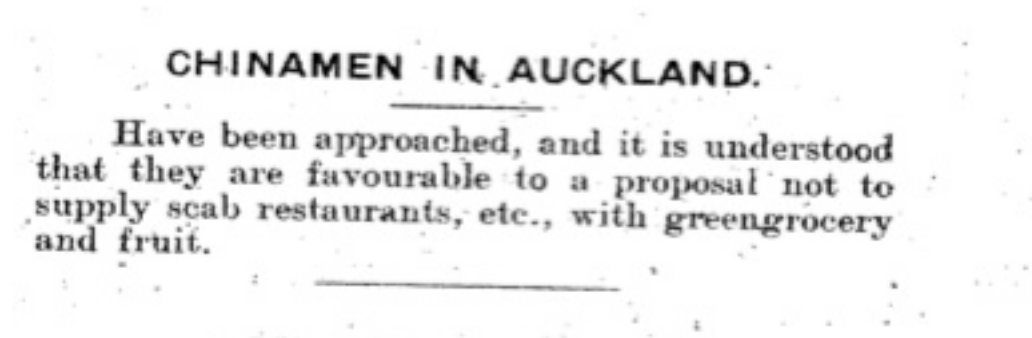 CHINAMEN IN AUCKLAND.
Have been approached, and it is understood
that they are favourable to a proposal not to
supply scab restaurants, etc., with greengrocery
and fruit.